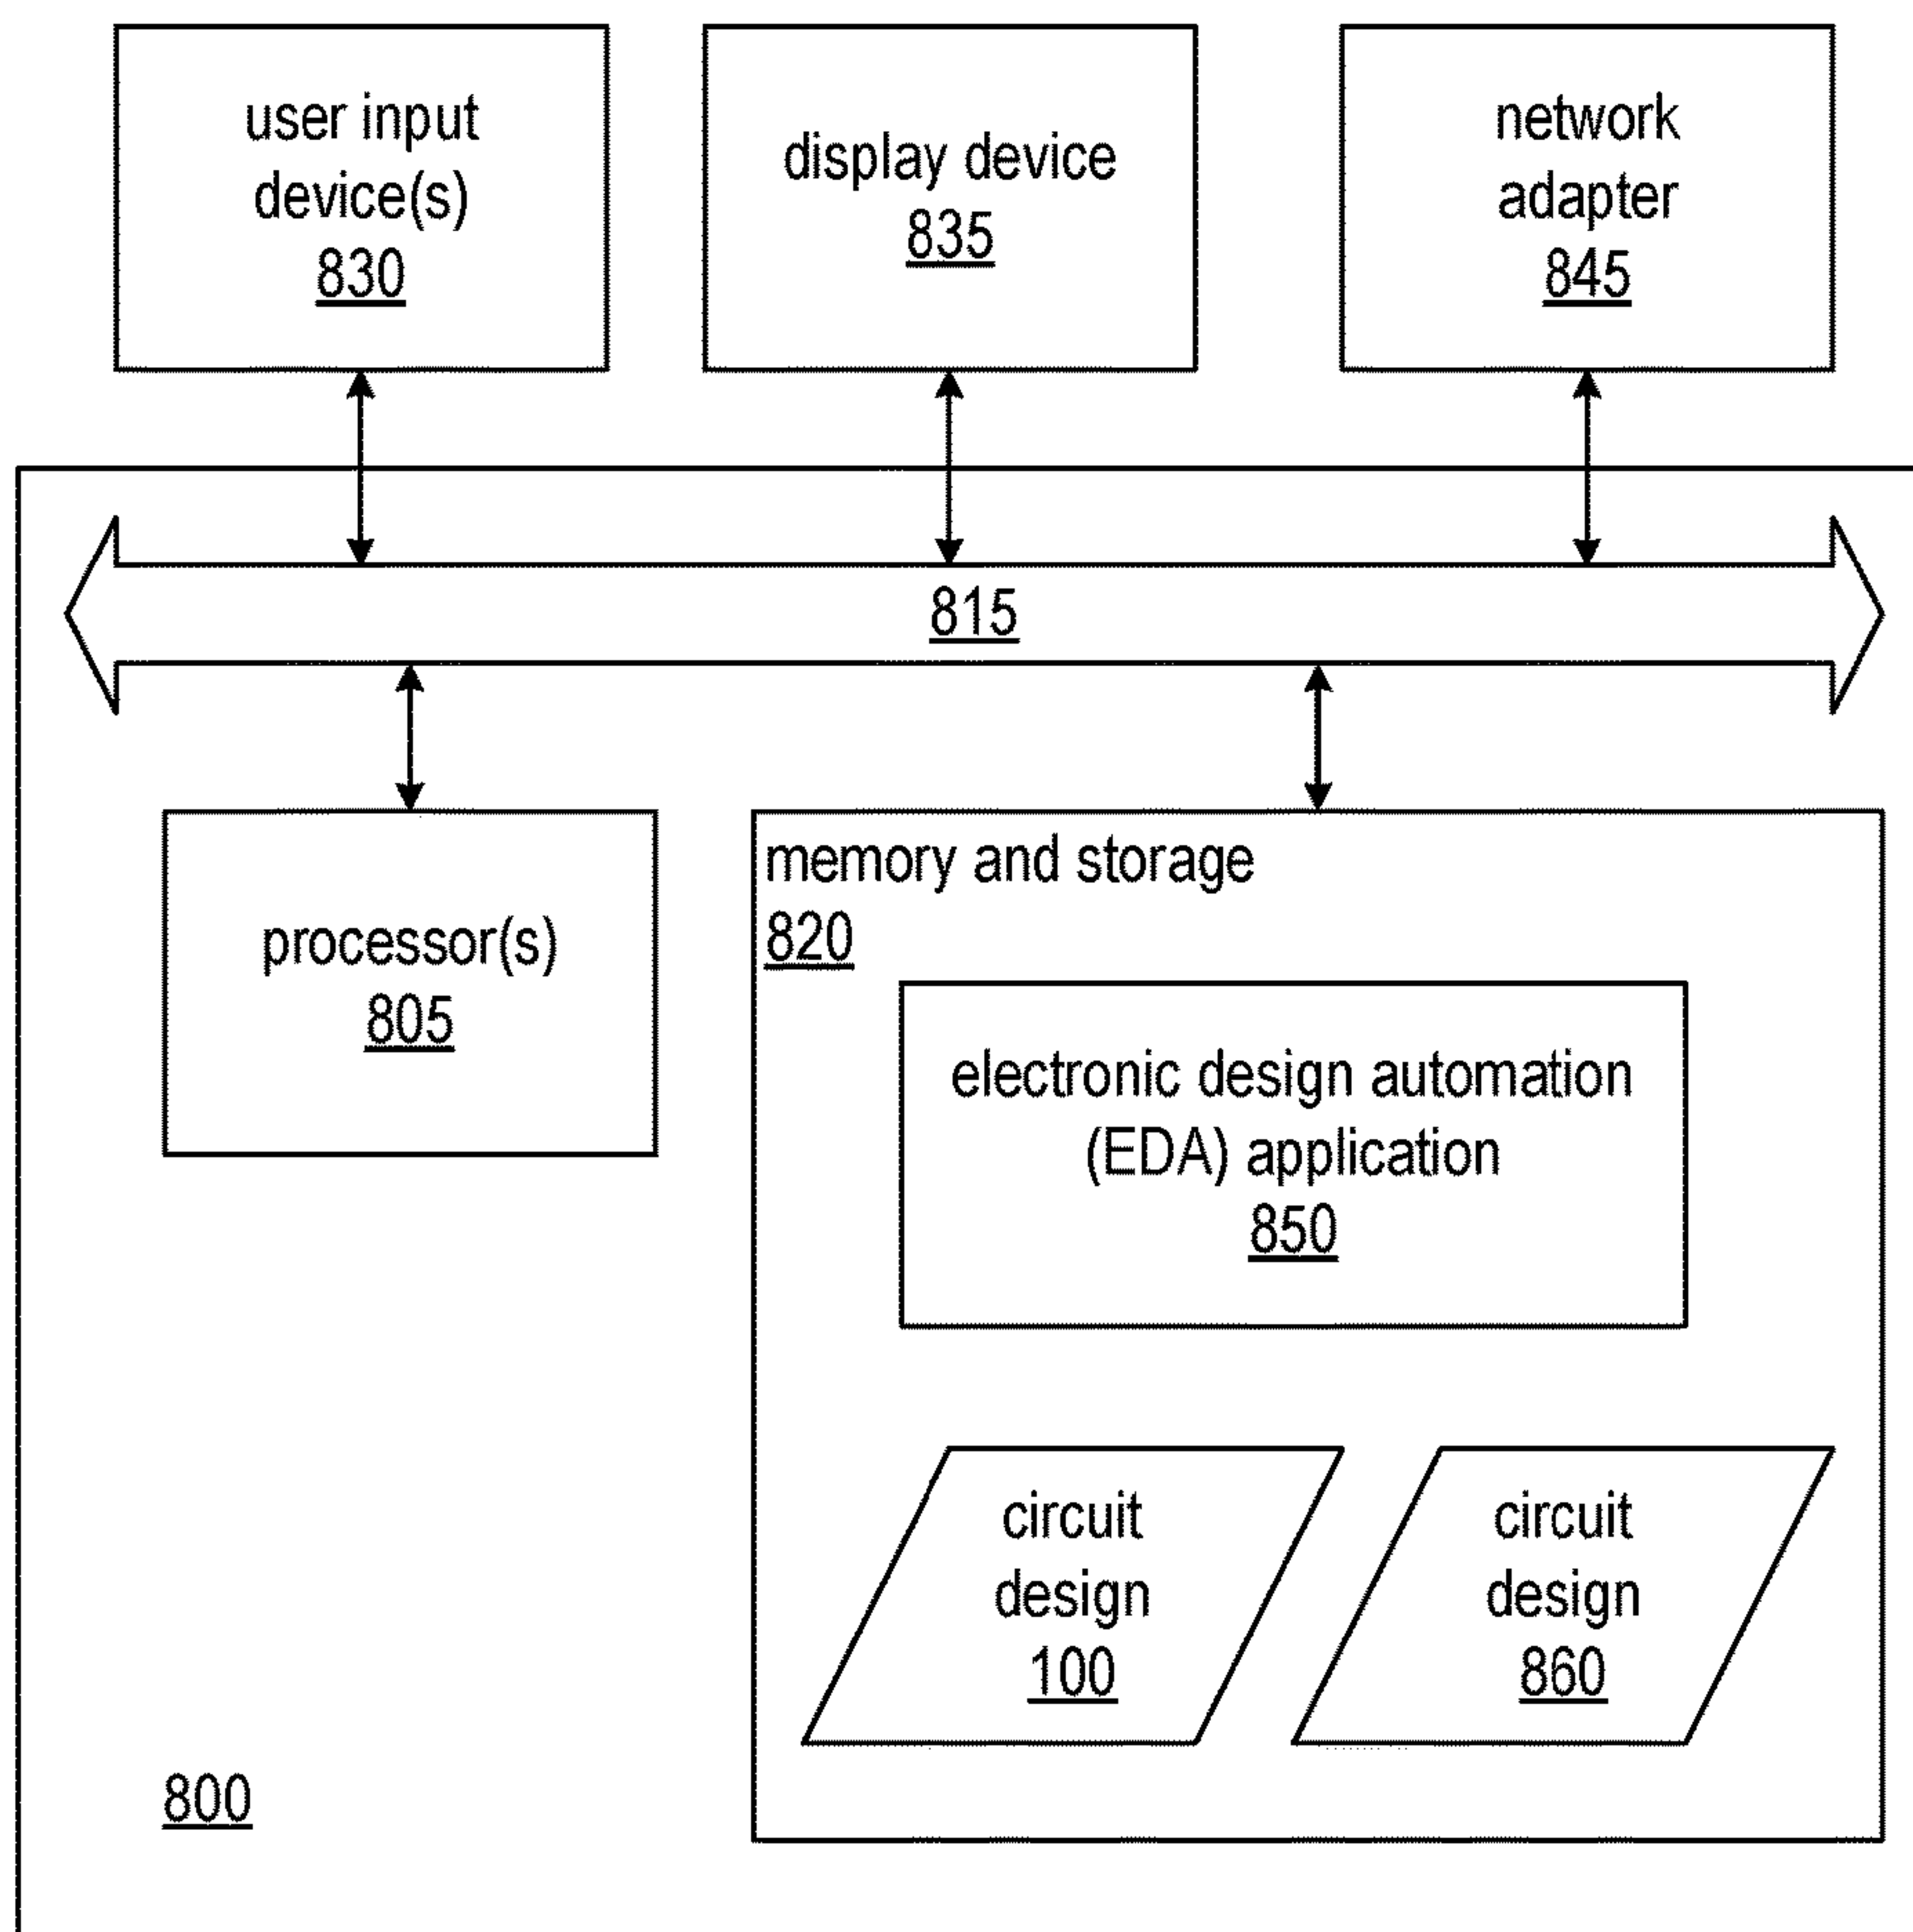 user input
device(s)
830
display device
835
network
adapter
845
815
processor(s)
805
memory and storage
820
electronic design automation
(EDA) application
850
circuit
design
100
circuit
design
860
800